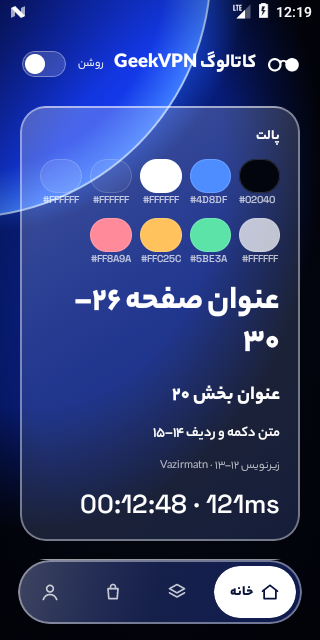 12:19
LTE
کاتالوگ GeekVPN
روشن
پالت
#02040
#4D8DF
#FFFFFF
#FFFFFF
#FFFFFF
#FFFFFF
#5BE3A
#FFC25C
#FF8A9A
عنوان صفحه ۲۶–
۳۰
عنوان بخش ۲۰
متن دکمه و ردیف ۱۴–۱۵
زیرنویس ۱۲–۱۳ · Vazirmatn
00:12:48 · 121ms
خانه